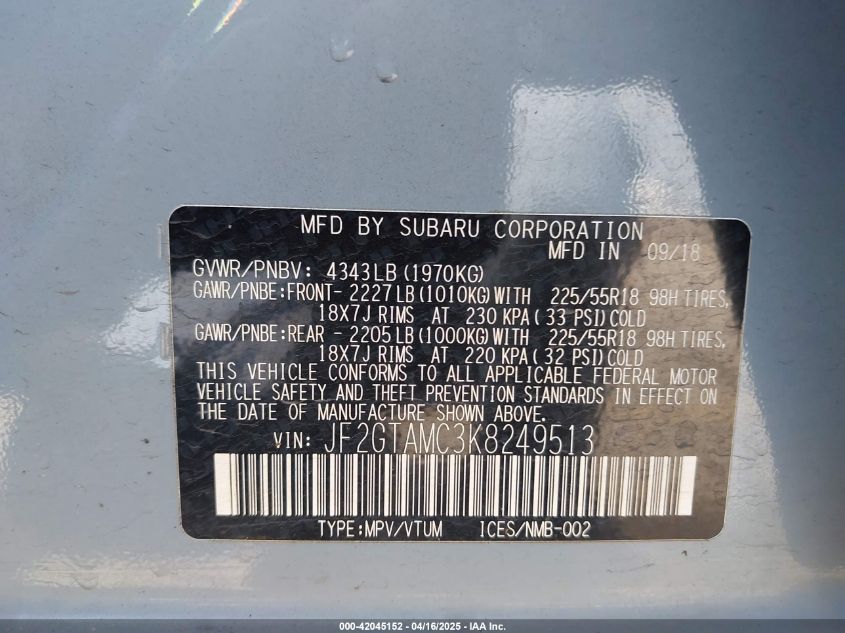 MFD BY SUBARU CORPORATION
MFD IN 09/18
GVWR/PNBV: 4343LB (1970KG)
GAWR/PNBE:FRONT- 2227LB (1010KG) WITH 225/55R18 98H TIRES,
18X7J RIMS AT 230 KPA ( 33 PSI) COLD
GAWR/PNBE:REAR - 2205LB (1000KG) WITH 225/55R18 98H TIRES,
18X7J RIMS AT 220 KPA ( 32 PSI) COLD
THIS VEHICLE CONFORMS TO ALL APPLICABLE FEDERAL MOTOR
VEHICLE SAFETY AND THEFT PREVENTION STANDARDS IN EFFECT ON
THE DATE OF MANUFACTURE SHOWN ABOVE.
VIN: JF2GTAMC3K8249513
TYPE:MPV/VTUM ICES/NMB-002
000-42045152 - 04/16/2025 - IAA Inc.